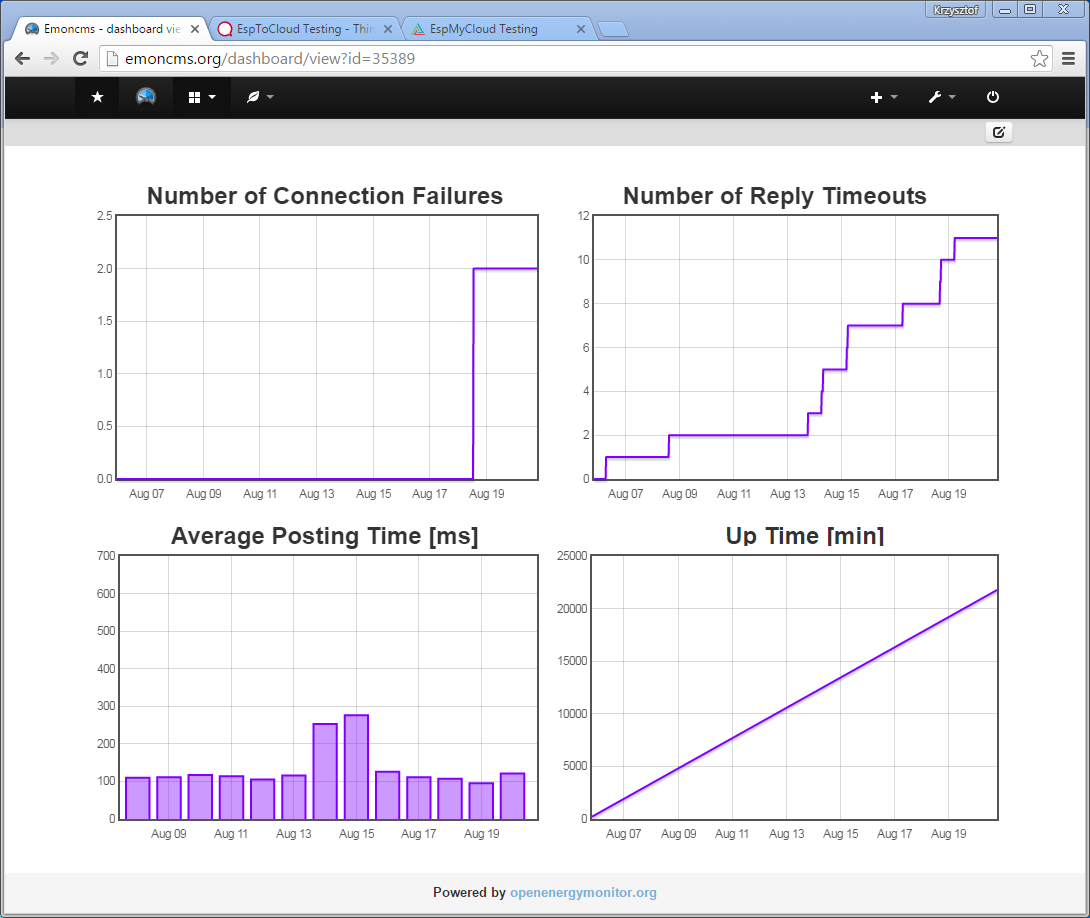 Krzysztof
Emoncms - dashboard vie
EspToCloud Testing - Thin
EspMyCloud Testing
emoncms.org/dashboard/view?id=35389
Number of Connection Failures
2.5
2.0
1.5
1.0
0.5
0.0
Aug 07 Aug 09 Aug 11 Aug 13 Aug 15 Aug 17 Aug 19
Number of Reply Timeouts
12
10
8
6
4
2
0
Aug 07 Aug 09 Aug 11 Aug 13 Aug 15 Aug 17 Aug 19
Average Posting Time [ms]
700
600
500
400
300
200
100
0
Aug 09 Aug 11 Aug 13 Aug 15 Aug 17 Aug 19
Up Time [min]
25000
20000
15000
10000
5000
0
Aug 07 Aug 09 Aug 11 Aug 13 Aug 15 Aug 17 Aug 19
Powered by openenergymonitor.org